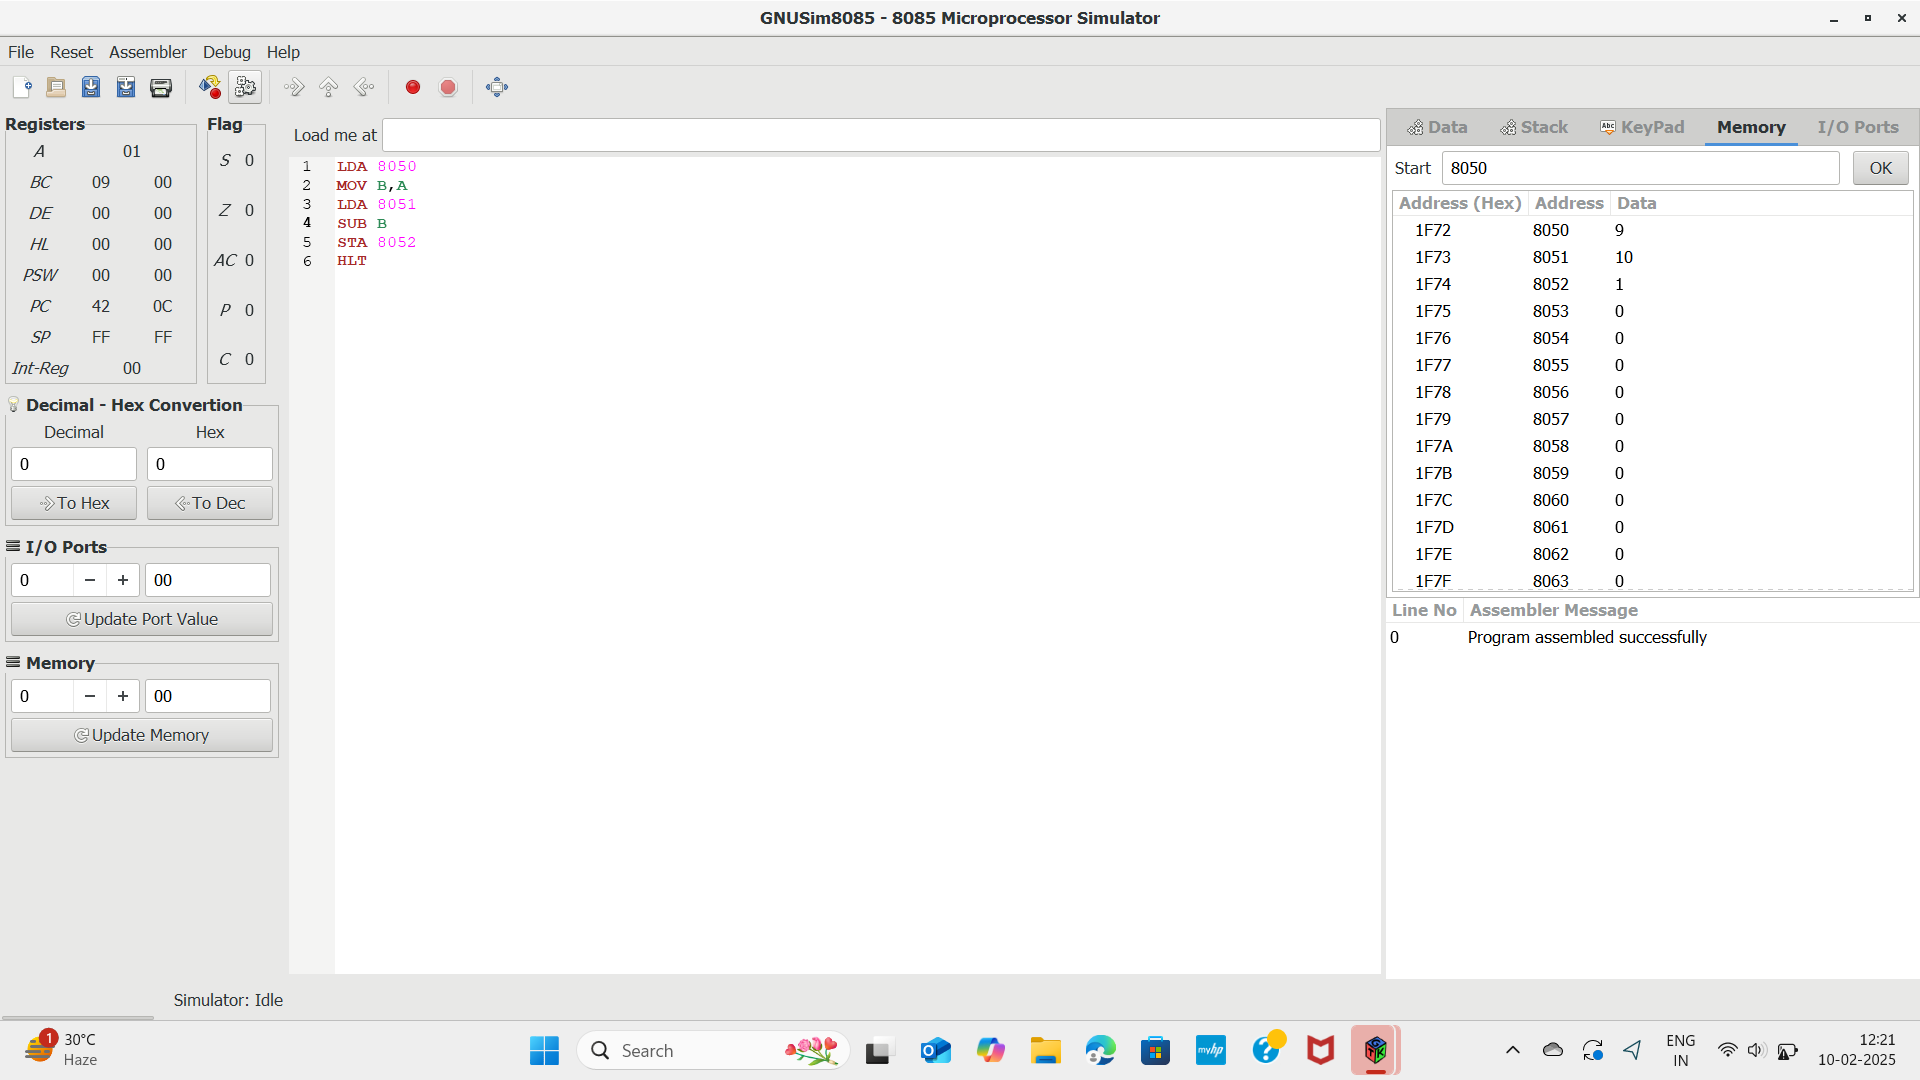 GNUSim8085 - 8085 Microprocessor Simulator
File Reset Assembler Debug Help
Registers
A 01
BC 09 00
DE 00 00
HL 00 00
PSW 00 00
PC 42 0C
SP FF FF
Int-Reg 00
Flag
S 0
Z 0
AC 0
P 0
C 0
Decimal - Hex Convertion
Decimal Hex
0 0
To Hex To Dec
I/O Ports
0 − + 00
Update Port Value
Memory
0 − + 00
Update Memory
Load me at
1 LDA 8050
2 MOV B,A
3 LDA 8051
4 SUB B
5 STA 8052
6 HLT
Data Stack Abc KeyPad Memory I/O Ports
Start 8050 OK
Address (Hex) Address Data
1F72 8050 9
1F73 8051 10
1F74 8052 1
1F75 8053 0
1F76 8054 0
1F77 8055 0
1F78 8056 0
1F79 8057 0
1F7A 8058 0
1F7B 8059 0
1F7C 8060 0
1F7D 8061 0
1F7E 8062 0
1F7F 8063 0
Line No Assembler Message
0 Program assembled successfully
Simulator: Idle
1 30°C
Haze
Search
myhp
ENG
IN
12:21
10-02-2025